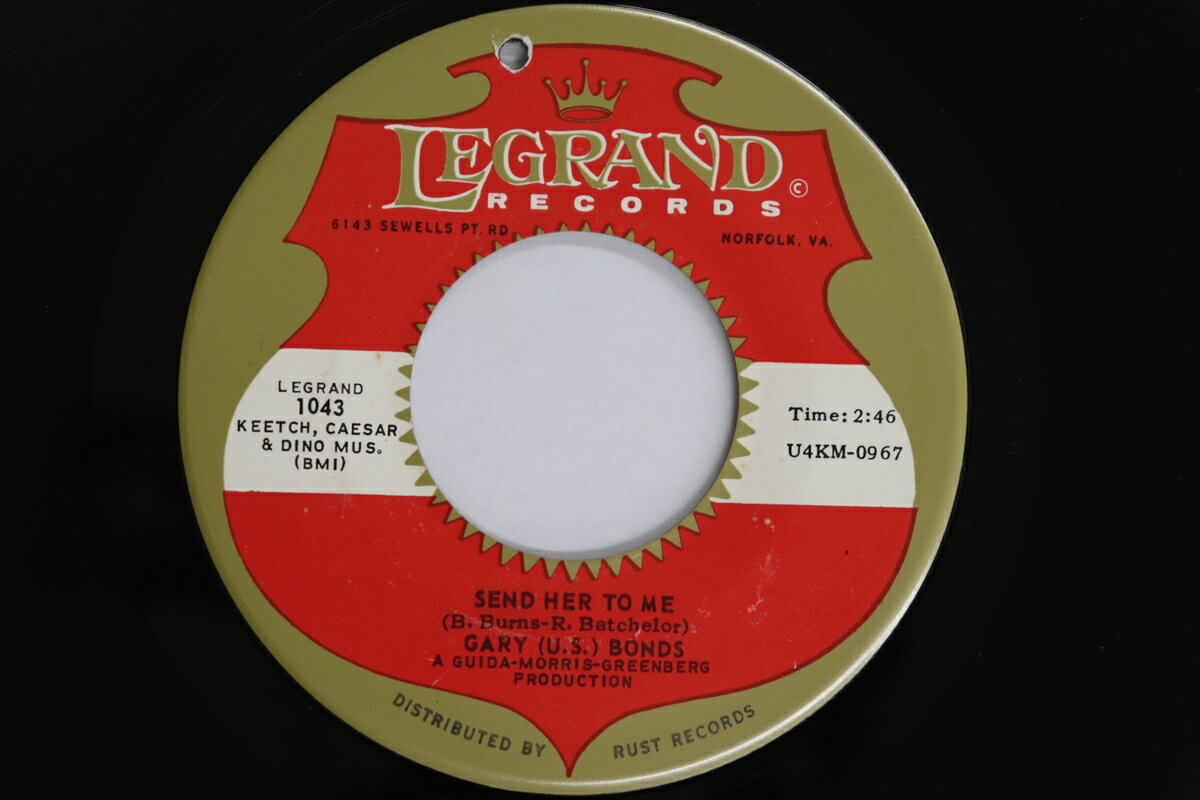 LEGRAND
RECORDS ©
6143 SEWELLS PT. RD.
NORFOLK, VA.
LEGRAND
1043
KEETCH, CAESAR
& DINO MUS.
(BMI)
Time: 2:46
U4KM-0967
SEND HER TO ME
(B. Burns-R. Batchelor)
GARY (U.S.) BONDS
A GUIDA-MORRIS-GREENBERG
PRODUCTION
DISTRIBUTED BY RUST RECORDS